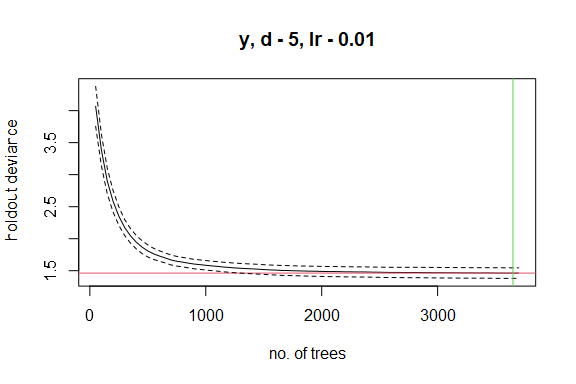 y, d - 5, lr - 0.01
holdout deviance
3.5
2.5
1.5
0
1000
2000
3000
no. of trees